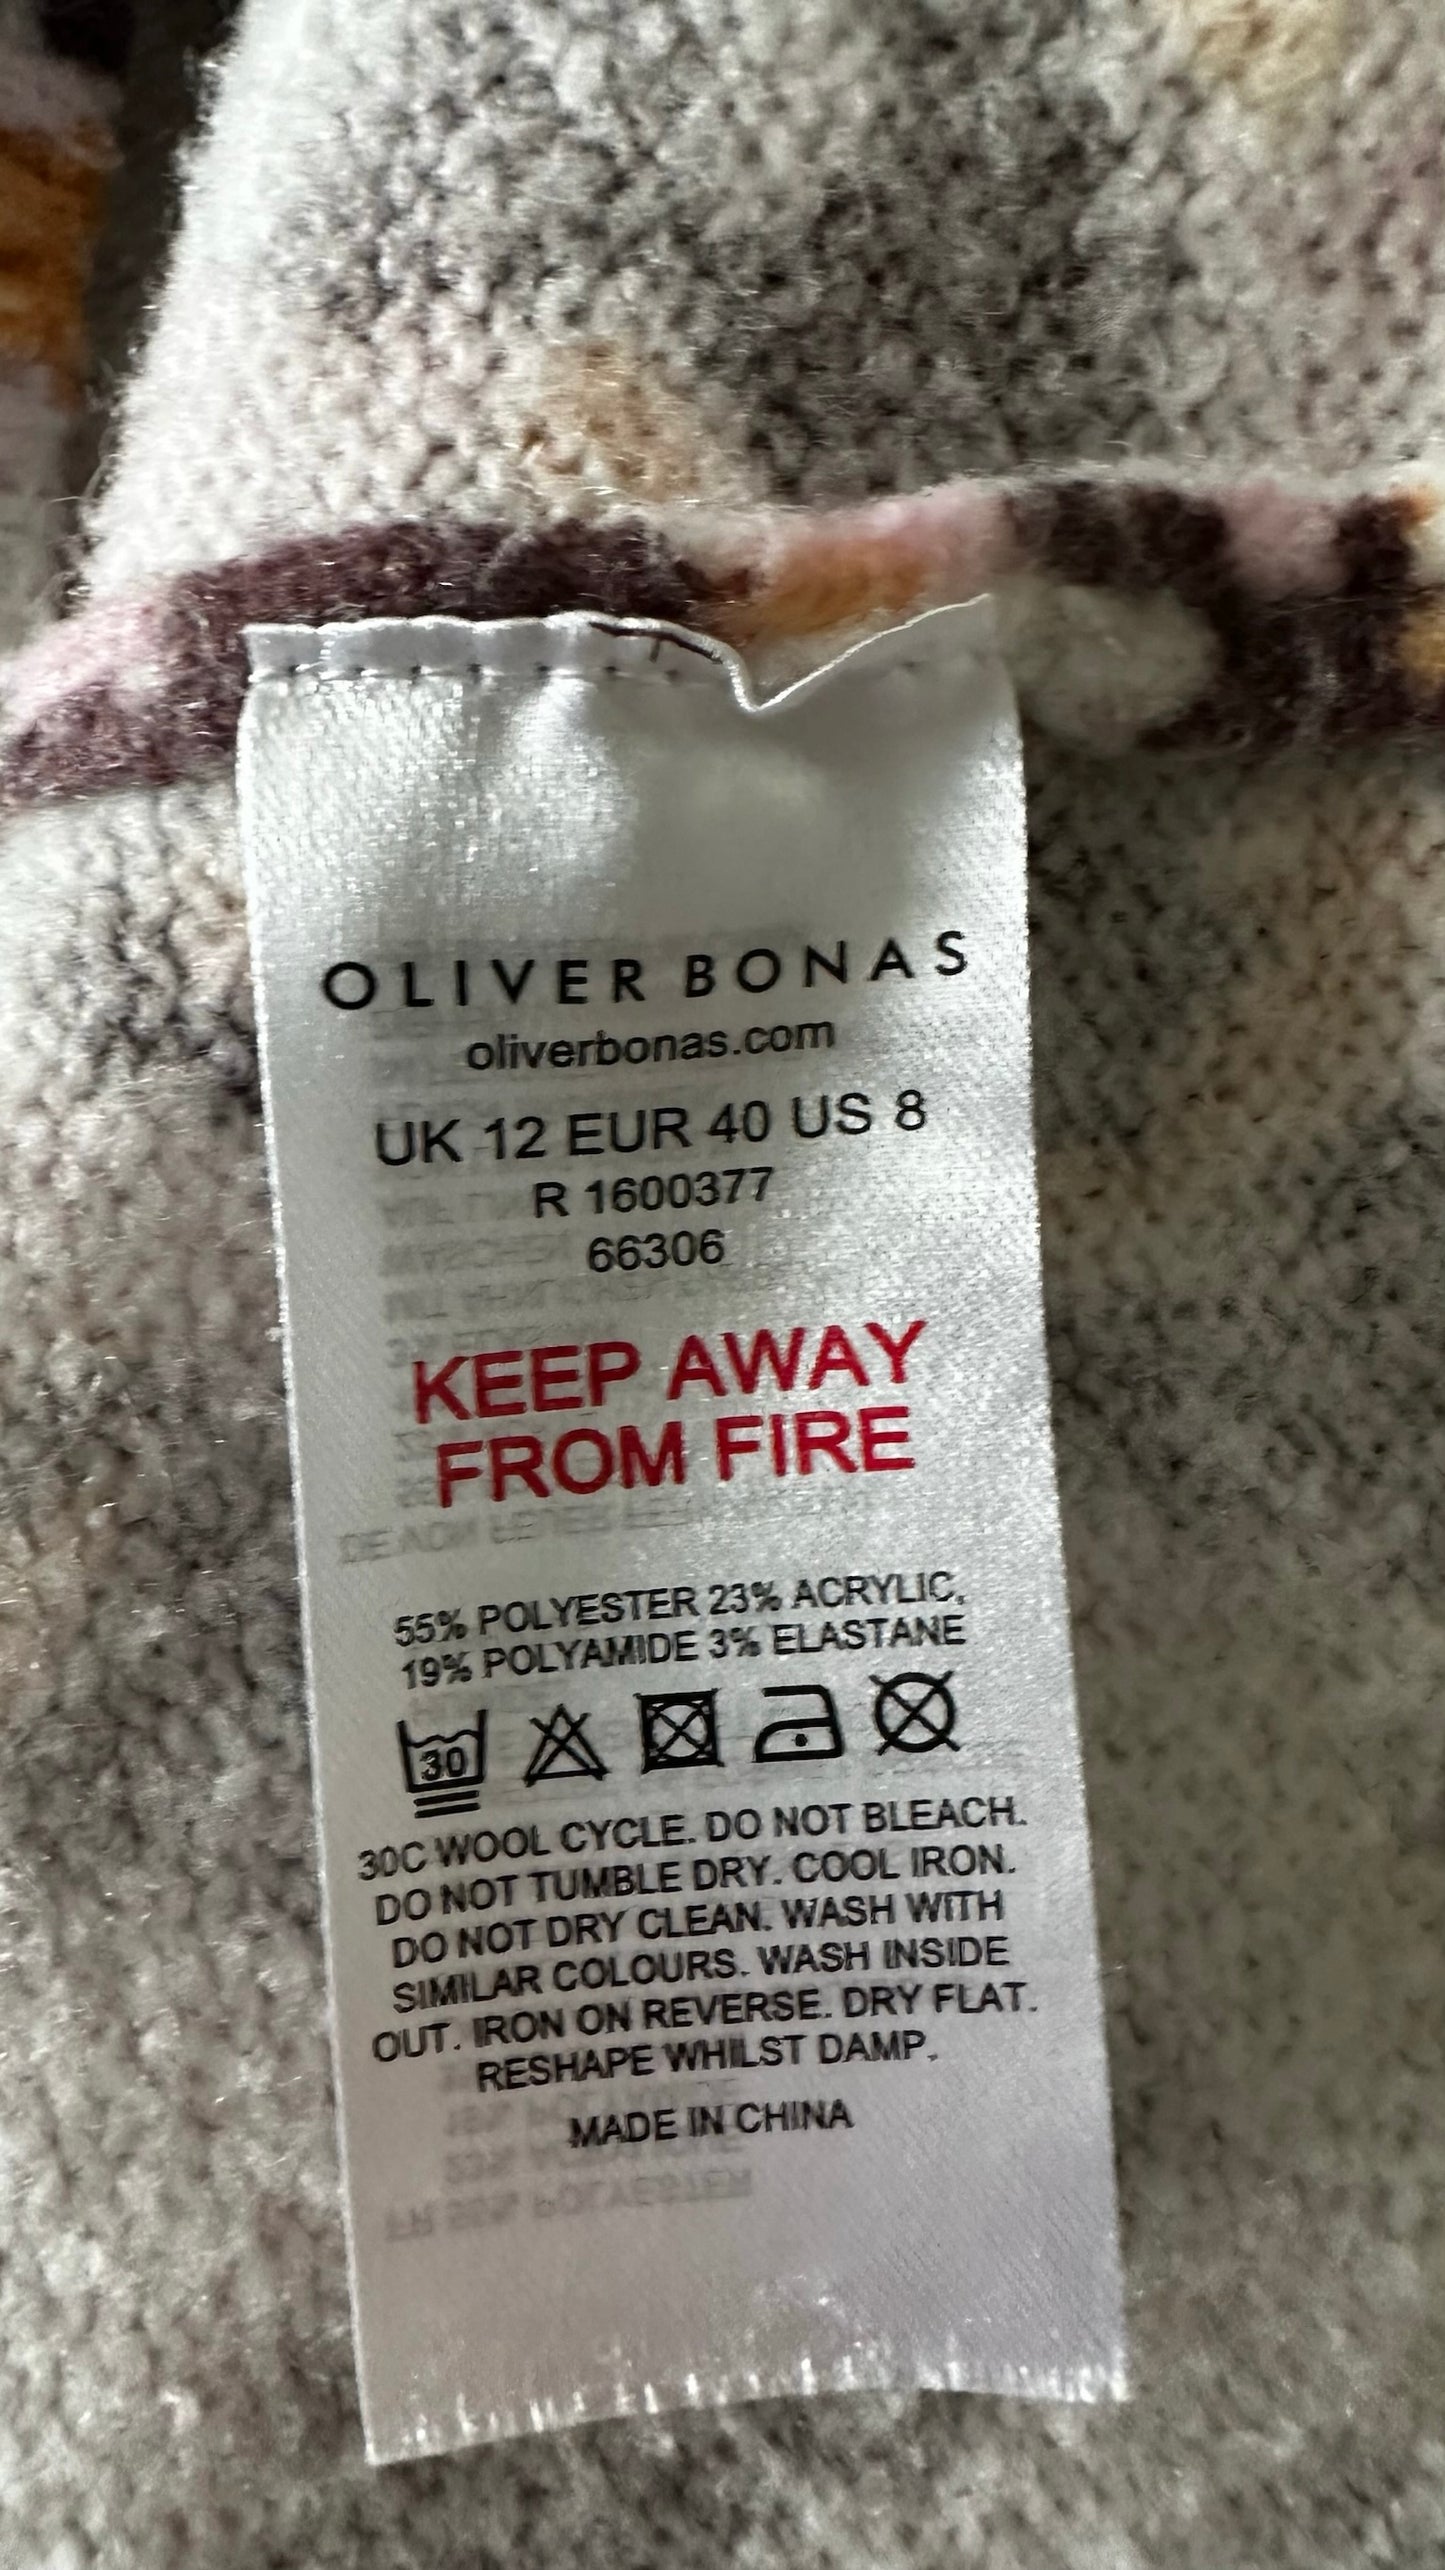 OLIVER BONAS
oliverbonas.com
UK 12 EUR 40 US 8
R 1600377
66306
KEEP AWAY
FROM FIRE
55% POLYESTER 23% ACRYLIC,
19% POLYAMIDE 3% ELASTANE
30
30C WOOL CYCLE. DO NOT BLEACH.
DO NOT TUMBLE DRY. COOL IRON.
DO NOT DRY CLEAN. WASH WITH
SIMILAR COLOURS. WASH INSIDE
OUT. IRON ON REVERSE. DRY FLAT.
RESHAPE WHILST DAMP.
MADE IN CHINA